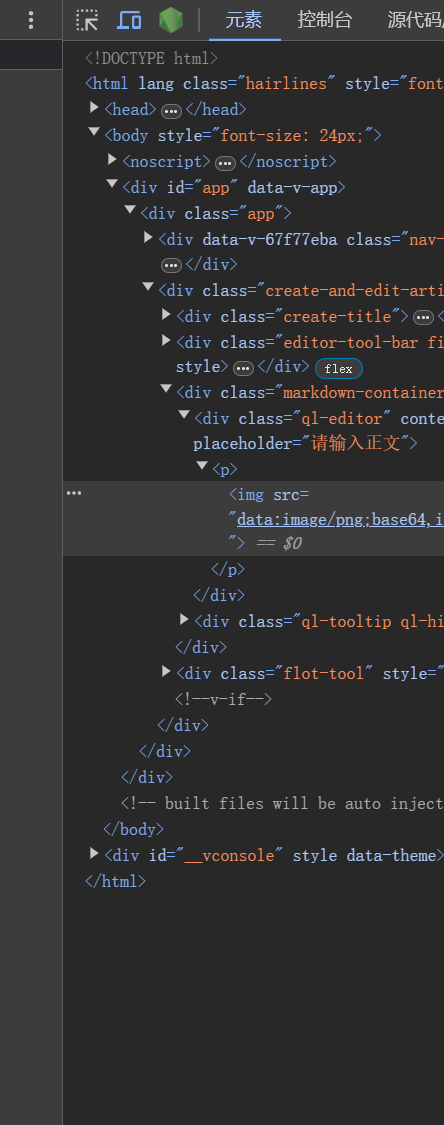 元素 控制台 源代码/
<!DOCTYPE html>
<html lang class="hairlines" style="font
<head> ••• </head>
<body style="font-size: 24px;">
<noscript> ••• </noscript>
<div id="app" data-v-app>
<div class="app">
<div data-v-67f77eba class="nav-
••• </div>
<div class="create-and-edit-arti
<div class="create-title"> ••• <
<div class="editor-tool-bar fi
style> ••• </div> flex
<div class="markdown-container
<div class="ql-editor" conte
placeholder="请输入正文">
<p>
••• <img src=
"data:image/png;base64,i
"> == $0
</p>
</div>
<div class="ql-tooltip ql-hi
</div>
<div class="flot-tool" style="
<!--v-if-->
</div>
</div>
</div>
<!-- built files will be auto inject
</body>
<div id="__vconsole" style data-theme>
</html>